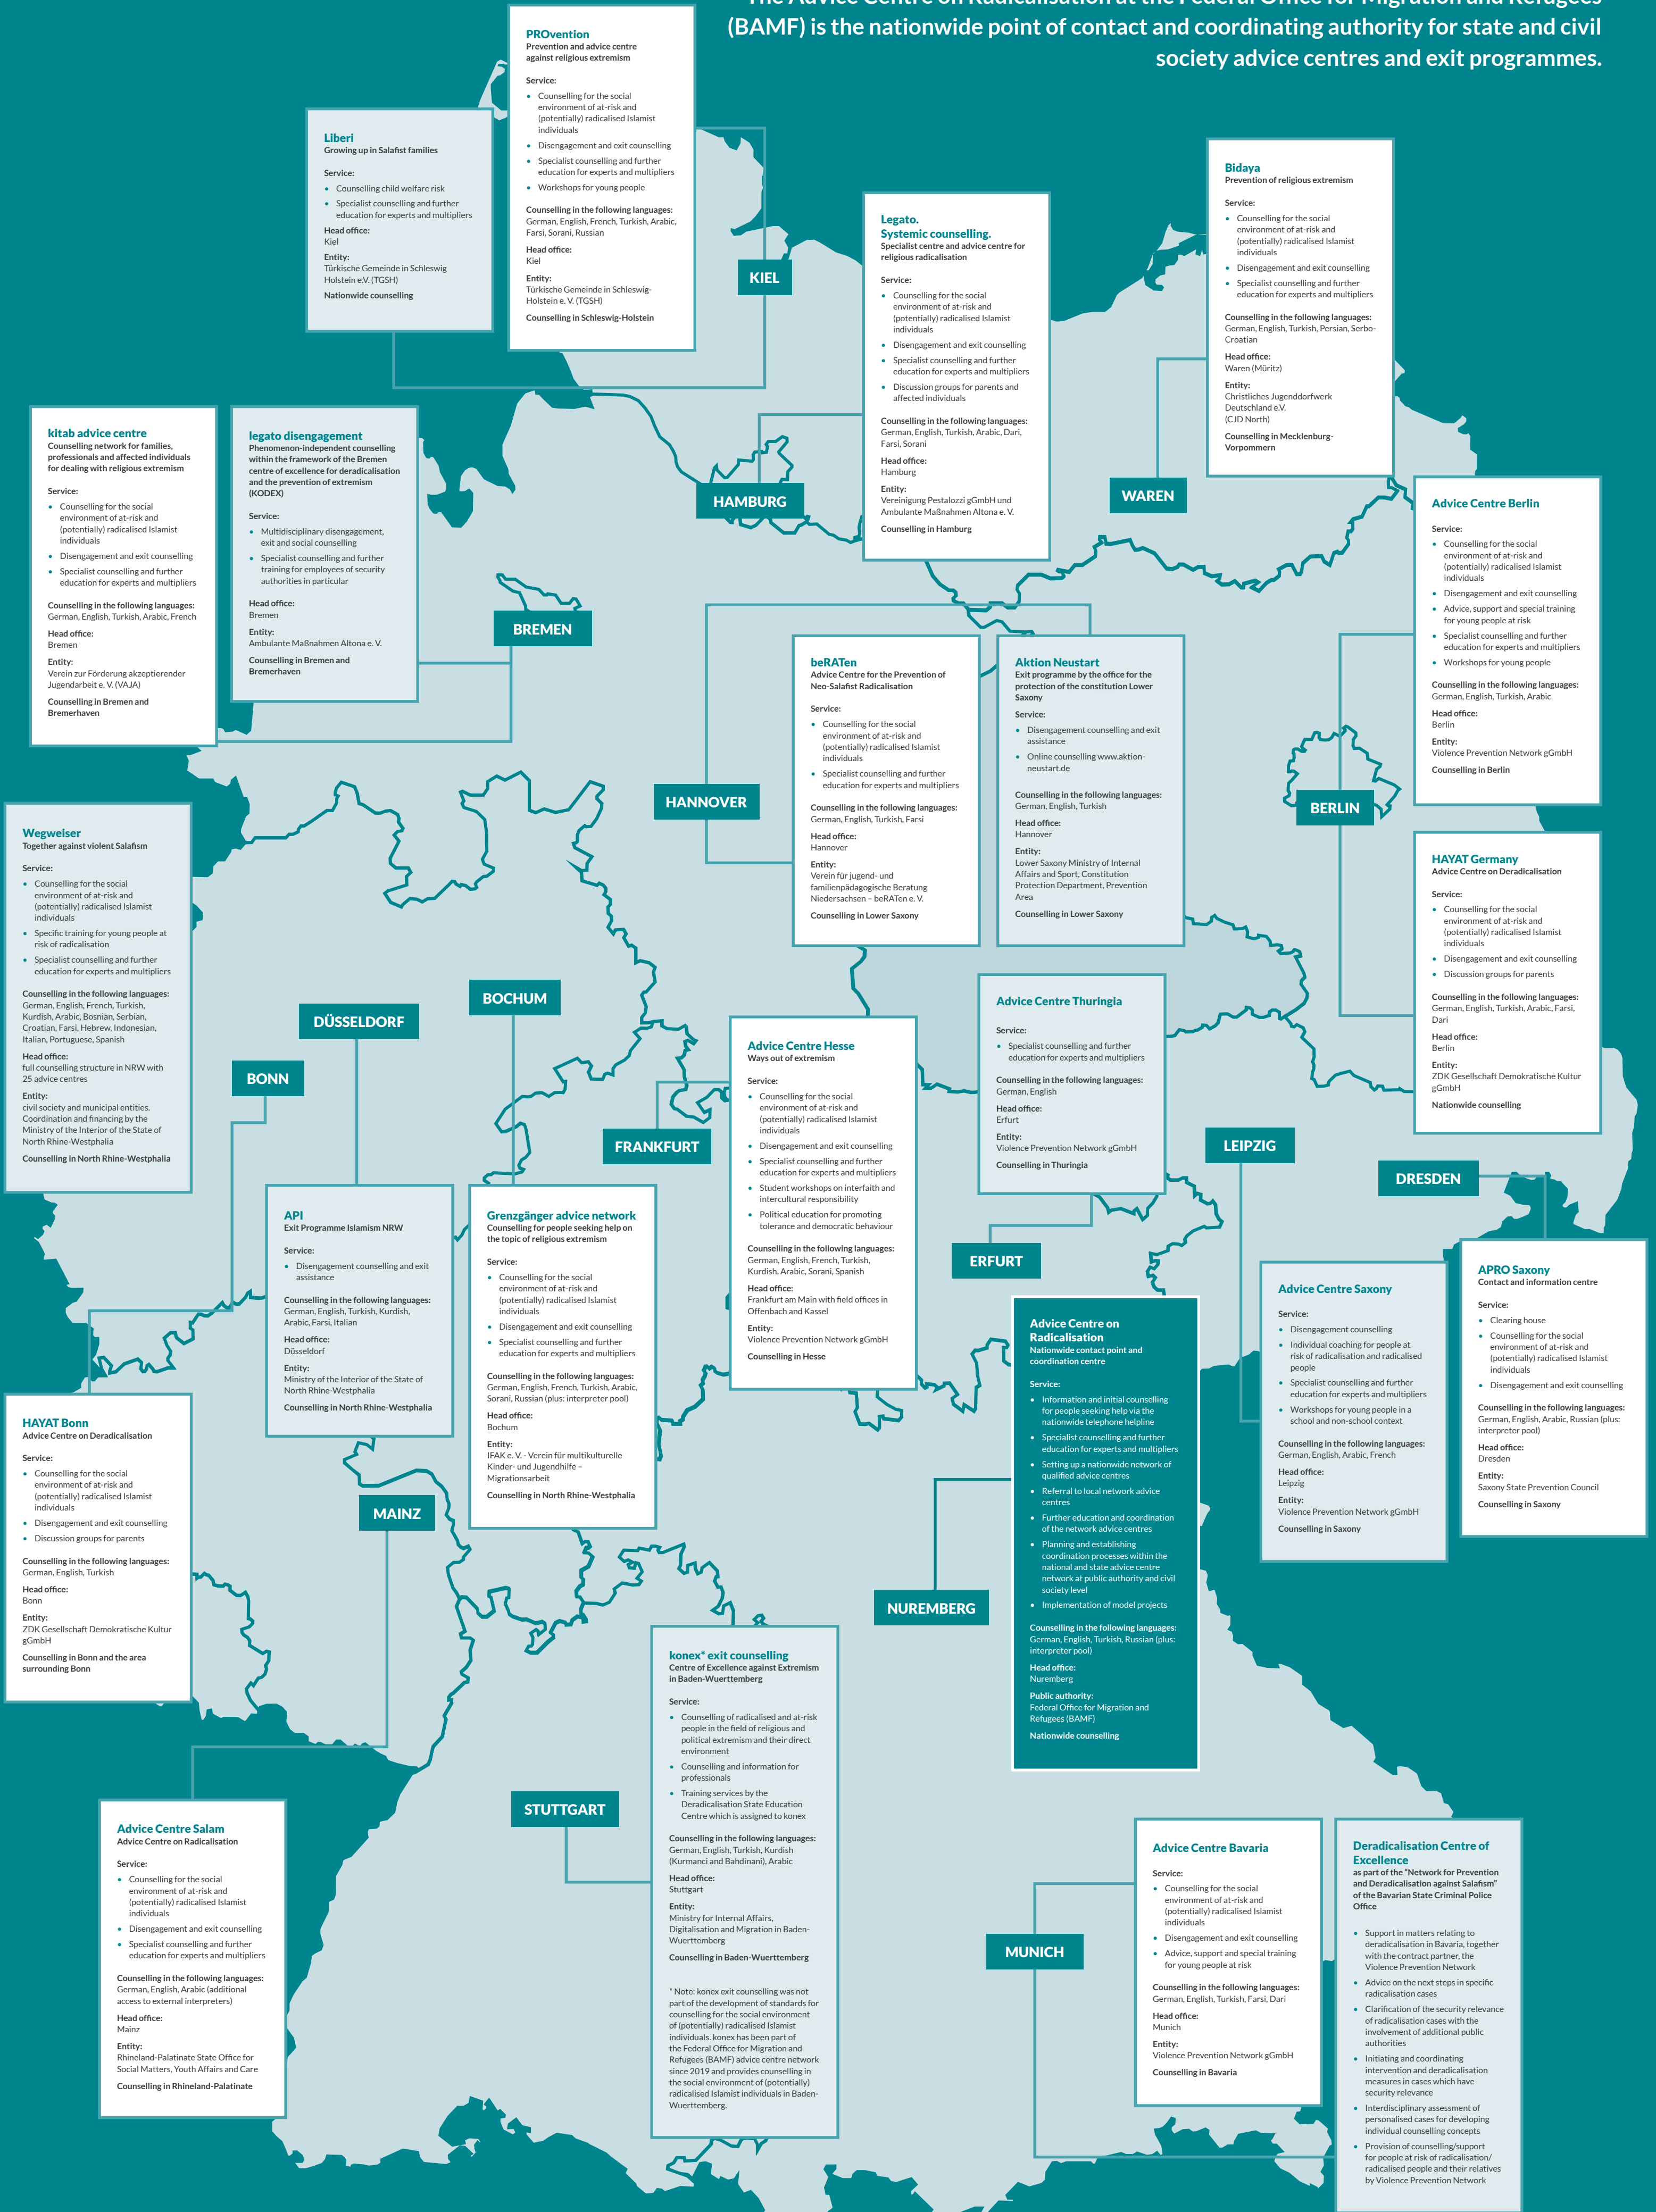 (BAMF) is the nationwide point of contact and coordinating authority for state and civil
society advice centres and exit programmes.
PROvention
Prevention and advice centre
against religious extremism
Service:
• Counselling for the social
environment of at-risk and
(potentially) radicalised Islamist
individuals
• Disengagement and exit counselling
• Specialist counselling and further
education for experts and multipliers
• Workshops for young people
Counselling in the following languages:
German, English, French, Turkish, Arabic,
Farsi, Sorani, Russian
Head office:
Kiel
Entity:
Türkische Gemeinde in Schleswig-
Holstein e. V. (TGSH)
Counselling in Schleswig-Holstein
Liberi
Growing up in Salafist families
Service:
• Counselling child welfare risk
• Specialist counselling and further
education for experts and multipliers
Head office:
Kiel
Entity:
Türkische Gemeinde in Schleswig
Holstein e.V. (TGSH)
Nationwide counselling
KIEL
Legato.
Systemic counselling.
Specialist centre and advice centre for
religious radicalisation
Service:
• Counselling for the social
environment of at-risk and
(potentially) radicalised Islamist
individuals
• Disengagement and exit counselling
• Specialist counselling and further
education for experts and multipliers
• Discussion groups for parents and
affected individuals
Counselling in the following languages:
German, English, Turkish, Arabic, Dari,
Farsi, Sorani
Head office:
Hamburg
Entity:
Vereinigung Pestalozzi gGmbH und
Ambulante Maßnahmen Altona e. V.
Counselling in Hamburg
HAMBURG
Bidaya
Prevention of religious extremism
Service:
• Counselling for the social
environment of at-risk and
(potentially) radicalised Islamist
individuals
• Disengagement and exit counselling
• Specialist counselling and further
education for experts and multipliers
Counselling in the following languages:
German, English, Turkish, Persian, Serbo-
Croatian
Head office:
Waren (Müritz)
Entity:
Christliches Jugenddorfwerk
Deutschland e.V.
(CJD North)
Counselling in Mecklenburg-
Vorpommern
WAREN
kitab advice centre
Counselling network for families,
professionals and affected individuals
for dealing with religious extremism
Service:
• Counselling for the social
environment of at-risk and
(potentially) radicalised Islamist
individuals
• Disengagement and exit counselling
• Specialist counselling and further
education for experts and multipliers
Counselling in the following languages:
German, English, Turkish, Arabic, French
Head office:
Bremen
Entity:
Verein zur Förderung akzeptierender
Jugendarbeit e. V. (VAJA)
Counselling in Bremen and
Bremerhaven
legato disengagement
Phenomenon-independent counselling
within the framework of the Bremen
centre of excellence for deradicalisation
and the prevention of extremism
(KODEX)
Service:
• Multidisciplinary disengagement,
exit and social counselling
• Specialist counselling and further
training for employees of security
authorities in particular
Head office:
Bremen
Entity:
Ambulante Maßnahmen Altona e. V.
Counselling in Bremen and
Bremerhaven
BREMEN
Advice Centre Berlin
Service:
• Counselling for the social
environment of at-risk and
(potentially) radicalised Islamist
individuals
• Disengagement and exit counselling
• Advice, support and special training
for young people at risk
• Specialist counselling and further
education for experts and multipliers
• Workshops for young people
Counselling in the following languages:
German, English, Turkish, Arabic
Head office:
Berlin
Entity:
Violence Prevention Network gGmbH
Counselling in Berlin
BERLIN
beRATen
Advice Centre for the Prevention of
Neo-Salafist Radicalisation
Service:
• Counselling for the social
environment of at-risk and
(potentially) radicalised Islamist
individuals
• Specialist counselling and further
education for experts and multipliers
Counselling in the following languages:
German, English, Turkish, Farsi
Head office:
Hannover
Entity:
Verein für jugend- und
familienpädagogische Beratung
Niedersachsen – beRATen e. V.
Counselling in Lower Saxony
Aktion Neustart
Exit programme by the office for the
protection of the constitution Lower
Saxony
Service:
• Disengagement counselling and exit
assistance
• Online counselling www.aktion-
neustart.de
Counselling in the following languages:
German, English, Turkish
Head office:
Hannover
Entity:
Lower Saxony Ministry of Internal
Affairs and Sport, Constitution
Protection Department, Prevention
Area
Counselling in Lower Saxony
HANNOVER
Wegweiser
Together against violent Salafism
Service:
• Counselling for the social
environment of at-risk and
(potentially) radicalised Islamist
individuals
• Specific training for young people at
risk of radicalisation
• Specialist counselling and further
education for experts and multipliers
Counselling in the following languages:
German, English, French, Turkish,
Kurdish, Arabic, Bosnian, Serbian,
Croatian, Farsi, Hebrew, Indonesian,
Italian, Portuguese, Spanish
Head office:
full counselling structure in NRW with
25 advice centres
Entity:
civil society and municipal entities.
Coordination and financing by the
Ministry of the Interior of the State of
North Rhine-Westphalia
Counselling in North Rhine-Westphalia
HAYAT Germany
Advice Centre on Deradicalisation
Service:
• Counselling for the social
environment of at-risk and
(potentially) radicalised Islamist
individuals
• Disengagement and exit counselling
• Discussion groups for parents
Counselling in the following languages:
German, English, Turkish, Arabic, Farsi,
Dari
Head office:
Berlin
Entity:
ZDK Gesellschaft Demokratische Kultur
gGmbH
Nationwide counselling
BOCHUM
DÜSSELDORF
BONN
FRANKFURT
Advice Centre Hesse
Ways out of extremism
Service:
• Counselling for the social
environment of at-risk and
(potentially) radicalised Islamist
individuals
• Disengagement and exit counselling
• Specialist counselling and further
education for experts and multipliers
• Student workshops on interfaith and
intercultural responsibility
• Political education for promoting
tolerance and democratic behaviour
Counselling in the following languages:
German, English, French, Turkish,
Kurdish, Arabic, Sorani, Spanish
Head office:
Frankfurt am Main with field offices in
Offenbach and Kassel
Entity:
Violence Prevention Network gGmbH
Counselling in Hesse
Advice Centre Thuringia
Service:
• Specialist counselling and further
education for experts and multipliers
Counselling in the following languages:
German, English
Head office:
Erfurt
Entity:
Violence Prevention Network gGmbH
Counselling in Thuringia
ERFURT
LEIPZIG
DRESDEN
API
Exit Programme Islamism NRW
Service:
• Disengagement counselling and exit
assistance
Counselling in the following languages:
German, English, Turkish, Kurdish,
Arabic, Farsi, Italian
Head office:
Düsseldorf
Entity:
Ministry of the Interior of the State of
North Rhine-Westphalia
Counselling in North Rhine-Westphalia
Grenzgänger advice network
Counselling for people seeking help on
the topic of religious extremism
Service:
• Counselling for the social
environment of at-risk and
(potentially) radicalised Islamist
individuals
• Disengagement and exit counselling
• Specialist counselling and further
education for experts and multipliers
Counselling in the following languages:
German, English, French, Turkish, Arabic,
Sorani, Russian (plus: interpreter pool)
Head office:
Bochum
Entity:
IFAK e. V. - Verein für multikulturelle
Kinder- und Jugendhilfe –
Migrationsarbeit
Counselling in North Rhine-Westphalia
Advice Centre on
Radicalisation
Nationwide contact point and
coordination centre
Service:
• Information and initial counselling
for people seeking help via the
nationwide telephone helpline
• Specialist counselling and further
education for experts and multipliers
• Setting up a nationwide network of
qualified advice centres
• Referral to local network advice
centres
• Further education and coordination
of the network advice centres
• Planning and establishing
coordination processes within the
national and state advice centre
network at public authority and civil
society level
• Implementation of model projects
Counselling in the following languages:
German, English, Turkish, Russian (plus:
interpreter pool)
Head office:
Nuremberg
Public authority:
Federal Office for Migration and
Refugees (BAMF)
Nationwide counselling
NUREMBERG
Advice Centre Saxony
Service:
• Disengagement counselling
• Individual coaching for people at
risk of radicalisation and radicalised
people
• Specialist counselling and further
education for experts and multipliers
• Workshops for young people in a
school and non-school context
Counselling in the following languages:
German, English, Arabic, French
Head office:
Leipzig
Entity:
Violence Prevention Network gGmbH
Counselling in Saxony
APRO Saxony
Contact and information centre
Service:
• Clearing house
• Counselling for the social
environment of at-risk and
(potentially) radicalised Islamist
individuals
• Disengagement and exit counselling
Counselling in the following languages:
German, English, Arabic, Russian (plus:
interpreter pool)
Head office:
Dresden
Entity:
Saxony State Prevention Council
Counselling in Saxony
HAYAT Bonn
Advice Centre on Deradicalisation
Service:
• Counselling for the social
environment of at-risk and
(potentially) radicalised Islamist
individuals
• Disengagement and exit counselling
• Discussion groups for parents
Counselling in the following languages:
German, English, Turkish
Head office:
Bonn
Entity:
ZDK Gesellschaft Demokratische Kultur
gGmbH
Counselling in Bonn and the area
surrounding Bonn
MAINZ
konex* exit counselling
Centre of Excellence against Extremism
in Baden-Wuerttemberg
Service:
• Counselling of radicalised and at-risk
people in the field of religious and
political extremism and their direct
environment
• Counselling and information for
professionals
• Training services by the
Deradicalisation State Education
Centre which is assigned to konex
Counselling in the following languages:
German, English, Turkish, Kurdish
(Kurmanci and Bahdinani), Arabic
Head office:
Stuttgart
Entity:
Ministry for Internal Affairs,
Digitalisation and Migration in Baden-
Wuerttemberg
Counselling in Baden-Wuerttemberg
* Note: konex exit counselling was not
part of the development of standards for
counselling for the social environment
of (potentially) radicalised Islamist
individuals. konex has been part of
the Federal Office for Migration and
Refugees (BAMF) advice centre network
since 2019 and provides counselling in
the social environment of (potentially)
radicalised Islamist individuals in Baden-
Wuerttemberg.
STUTTGART
Advice Centre Salam
Advice Centre on Radicalisation
Service:
• Counselling for the social
environment of at-risk and
(potentially) radicalised Islamist
individuals
• Disengagement and exit counselling
• Specialist counselling and further
education for experts and multipliers
Counselling in the following languages:
German, English, Arabic (additional
access to external interpreters)
Head office:
Mainz
Entity:
Rhineland-Palatinate State Office for
Social Matters, Youth Affairs and Care
Counselling in Rhineland-Palatinate
MUNICH
Advice Centre Bavaria
Service:
• Counselling for the social
environment of at-risk and
(potentially) radicalised Islamist
individuals
• Disengagement and exit counselling
• Advice, support and special training
for young people at risk
Counselling in the following languages:
German, English, Turkish, Farsi, Dari
Head office:
Munich
Entity:
Violence Prevention Network gGmbH
Counselling in Bavaria
Deradicalisation Centre of
Excellence
as part of the “Network for Prevention
and Deradicalisation against Salafism”
of the Bavarian State Criminal Police
Office
• Support in matters relating to
deradicalisation in Bavaria, together
with the contract partner, the
Violence Prevention Network
• Advice on the next steps in specific
radicalisation cases
• Clarification of the security relevance
of radicalisation cases with the
involvement of additional public
authorities
• Initiating and coordinating
intervention and deradicalisation
measures in cases which have
security relevance
• Interdisciplinary assessment of
personalised cases for developing
individual counselling concepts
• Provision of counselling/support
for people at risk of radicalisation/
radicalised people and their relatives
by Violence Prevention Network